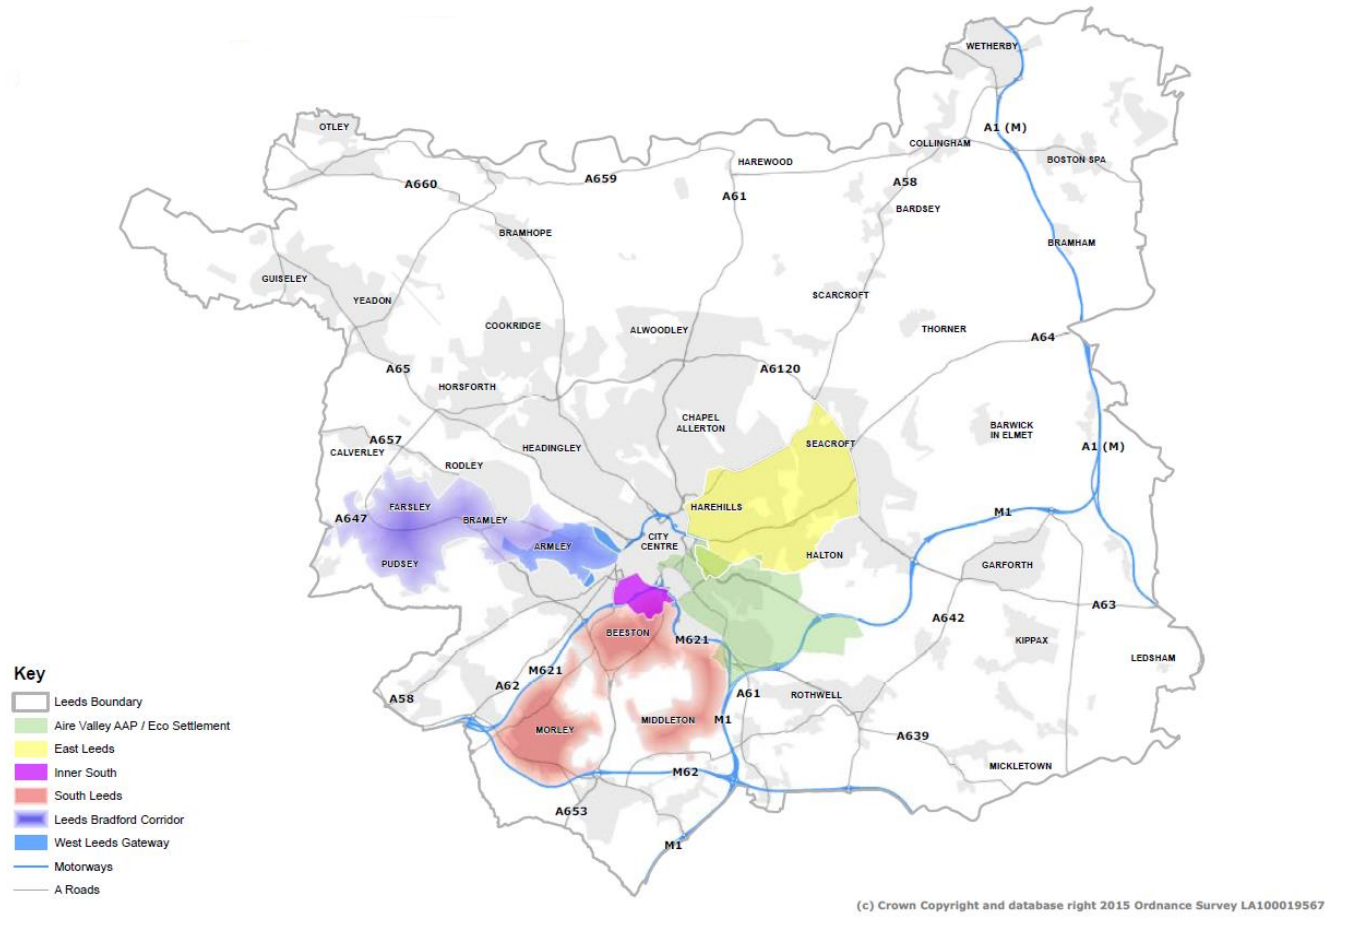 WETHERBY
OTLEY
A1 (M)
COLLINGHAM
HAREWOOD
BOSTON SPA
A659
A660
A58
A61
BARDSEY
BRAMHOPE
BRAMHAM
GUISELEY
SCARCROFT
YEADON
COOKRIDGE
ALWOODLEY
THORNER
A64
A65
A6120
HORSFORTH
CHAPEL
ALLERTON
BARWICK
IN ELMET
A657
SEACROFT
CALVERLEY
HEADINGLEY
A1 (M)
RODLEY
FARSLEY
HAREHILLS
M1
A647
BRAMLEY
CITY
CENTRE
ARMLEY
HALTON
PUDSEY
GARFORTH
A63
A642
BEESTON
M621
KIPPAX
LEDSHAM
M621
A62
A58
A61
ROTHWELL
MIDDLETON
M1
MORLEY
A639
MICKLETOWN
M62
A653
M1
Key
Leeds Boundary
Aire Valley AAP / Eco Settlement
East Leeds
Inner South
South Leeds
Leeds Bradford Corridor
West Leeds Gateway
Motorways
A Roads
(c) Crown Copyright and database right 2015 Ordnance Survey LA100019567